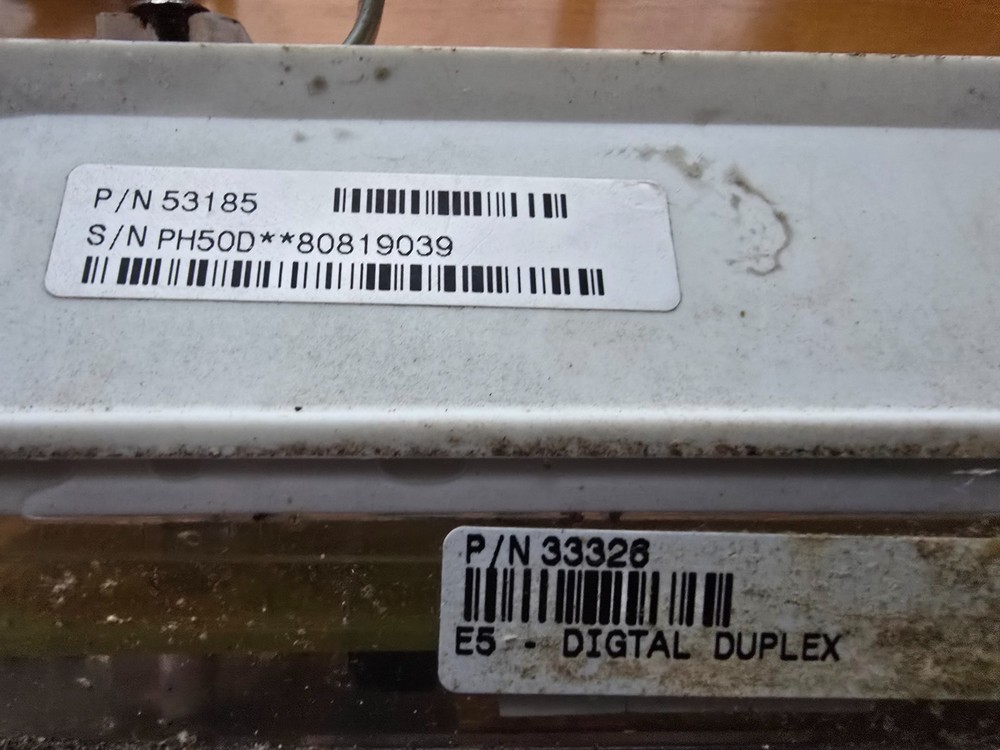 P/N 53185
S/N PH50D**80819039
P/N 33326
E5 - DIGTAL DUPLEX